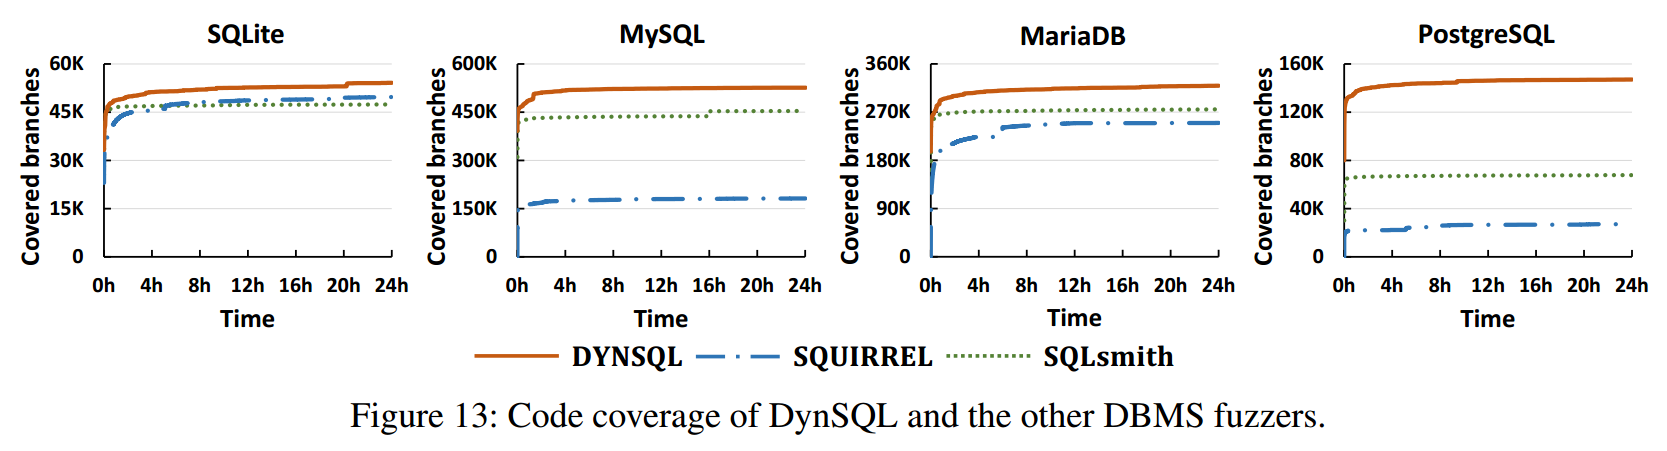 SQLite
Covered branches
60K
45K
30K
15K
0
0h 4h 8h 12h 16h 20h 24h
Time
MySQL
Covered branches
600K
450K
300K
150K
0
0h 4h 8h 12h 16h 20h 24h
Time
MariaDB
Covered branches
360K
270K
180K
90K
0
0h 4h 8h 12h 16h 20h 24h
Time
PostgreSQL
Covered branches
160K
120K
80K
40K
0
0h 4h 8h 12h 16h 20h 24h
Time
DYNSQL SQUIRREL SQLsmith
Figure 13: Code coverage of DynSQL and the other DBMS fuzzers.